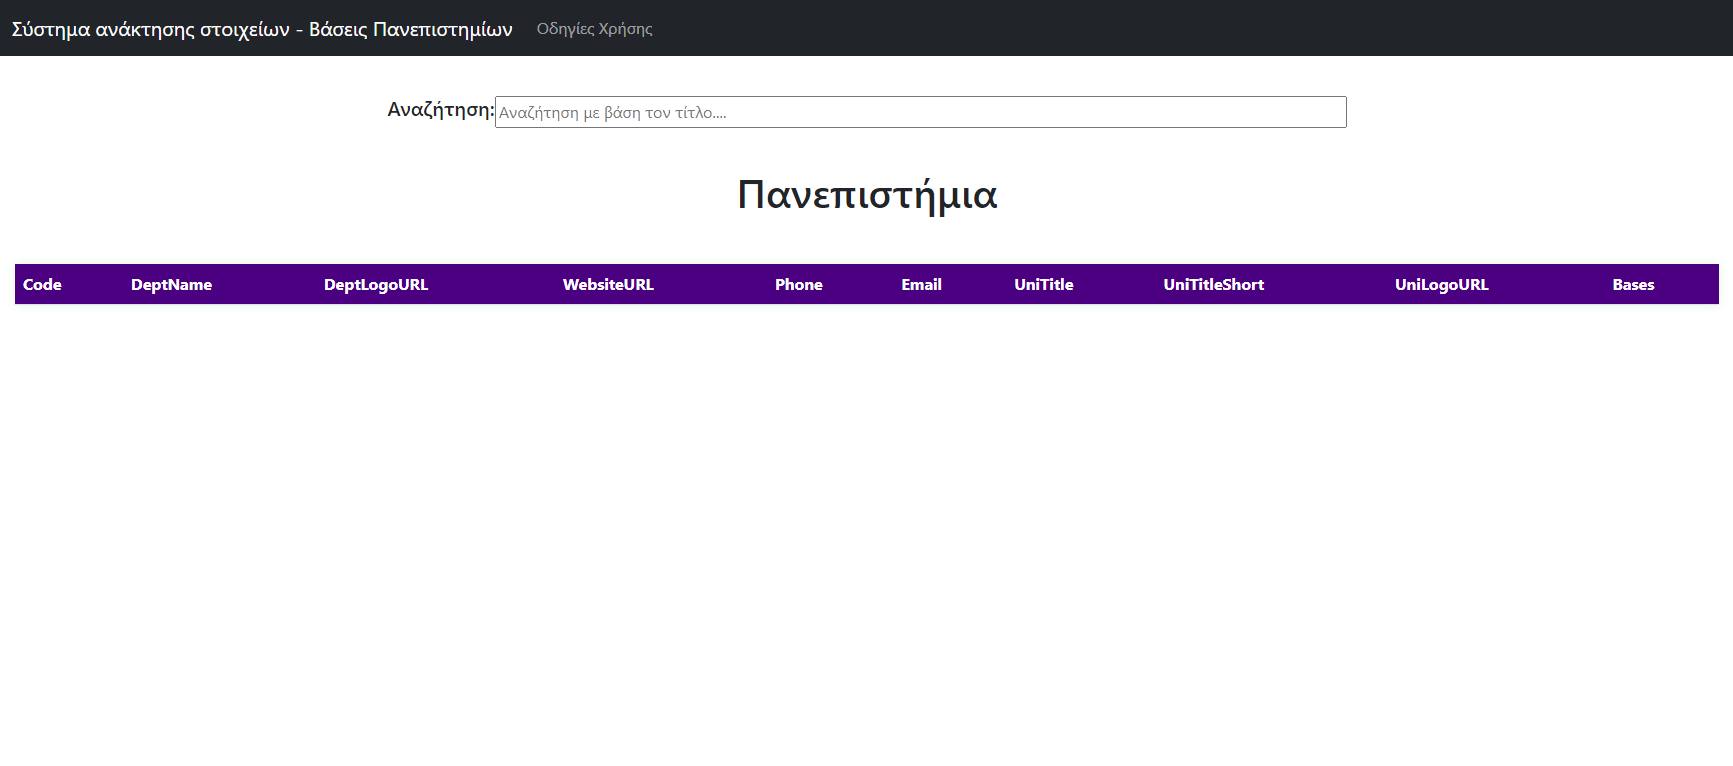 Σύστημα ανάκτησης στοιχείων - Βάσεις Πανεπιστημίων Οδηγίες Χρήσης
Αναζήτηση: Αναζήτηση με βάση τον τίτλο....
Πανεπιστήμια
Code DeptName DeptLogoURL WebsiteURL Phone Email UniTitle UniTitleShort UniLogoURL Bases